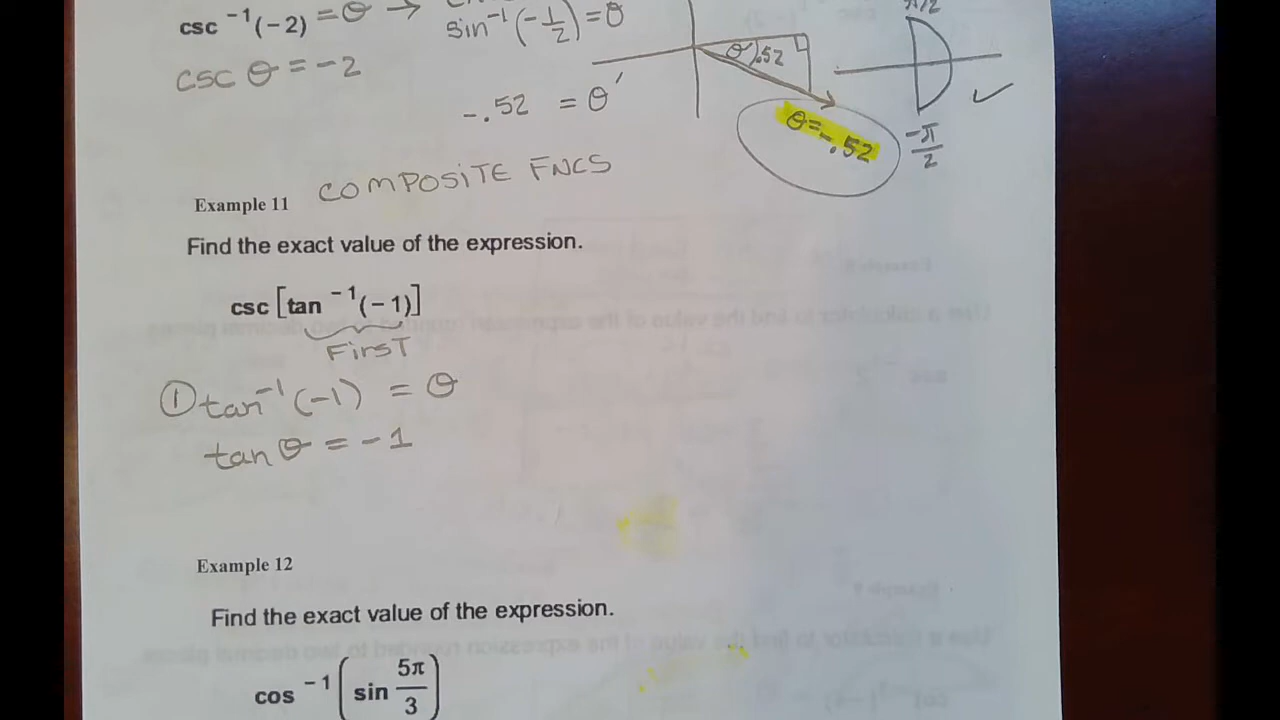 csc ⁻¹(−2) = θ →
sin⁻¹(-1/2) = θ
csc θ = -2
-.52 = θ'
θ' .52
θ = -.52
π/2
-π/2
Example 11 COMPOSITE FNCS
Find the exact value of the expression.
csc [tan ⁻¹(−1)]
FirsT
① tan⁻¹(-1) = θ
tan θ = -1
Example 12
Find the exact value of the expression.
cos ⁻¹(sin 5π/3)